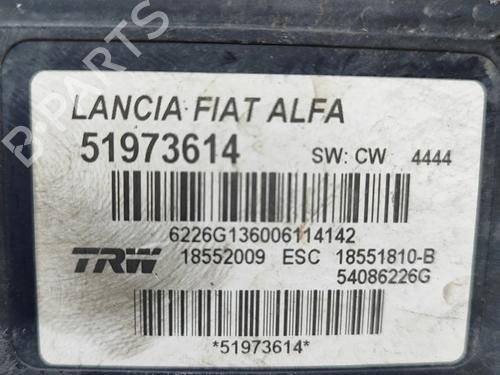 LANCIA FIAT ALFA
51973614 SW: CW 4444
6226G136006114142
TRW 18552009 ESC 18551810-B
54086226G
*51973614*
B-PARTS